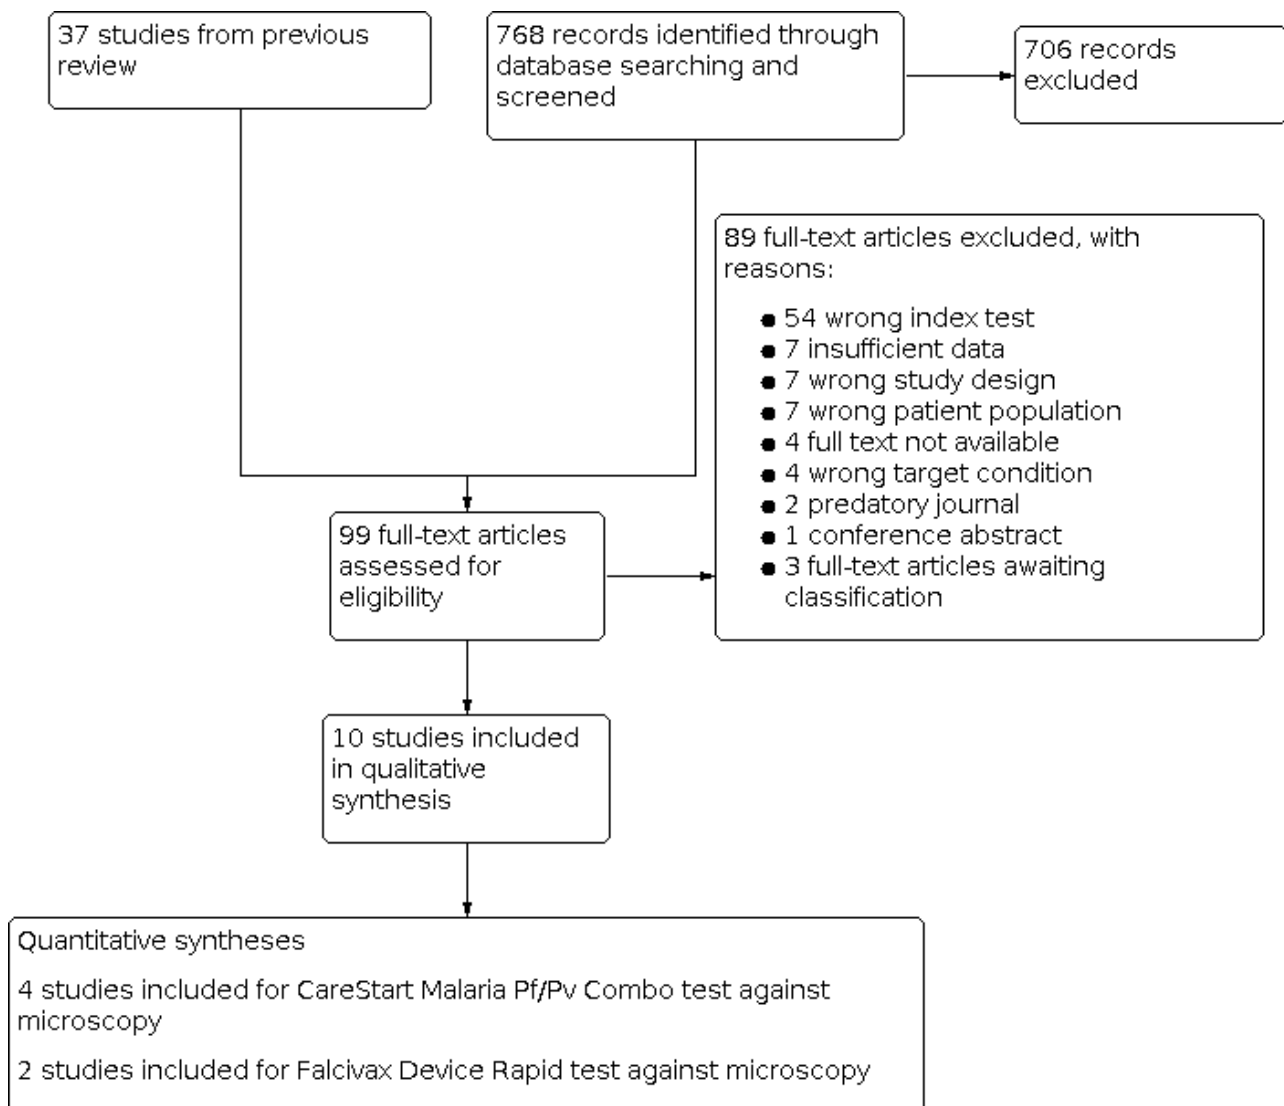 37 studies from previous
review
768 records identified through
database searching and
screened
706 records
excluded
89 full-text articles excluded, with
reasons:
● 54 wrong index test
● 7 insufficient data
● 7 wrong study design
● 7 wrong patient population
● 4 full text not available
● 4 wrong target condition
● 2 predatory journal
● 1 conference abstract
● 3 full-text articles awaiting
classification
99 full-text articles
assessed for
eligibility
10 studies included
in qualitative
synthesis
Quantitative syntheses
4 studies included for CareStart Malaria Pf/Pv Combo test against
microscopy
2 studies included for Falcivax Device Rapid test against microscopy